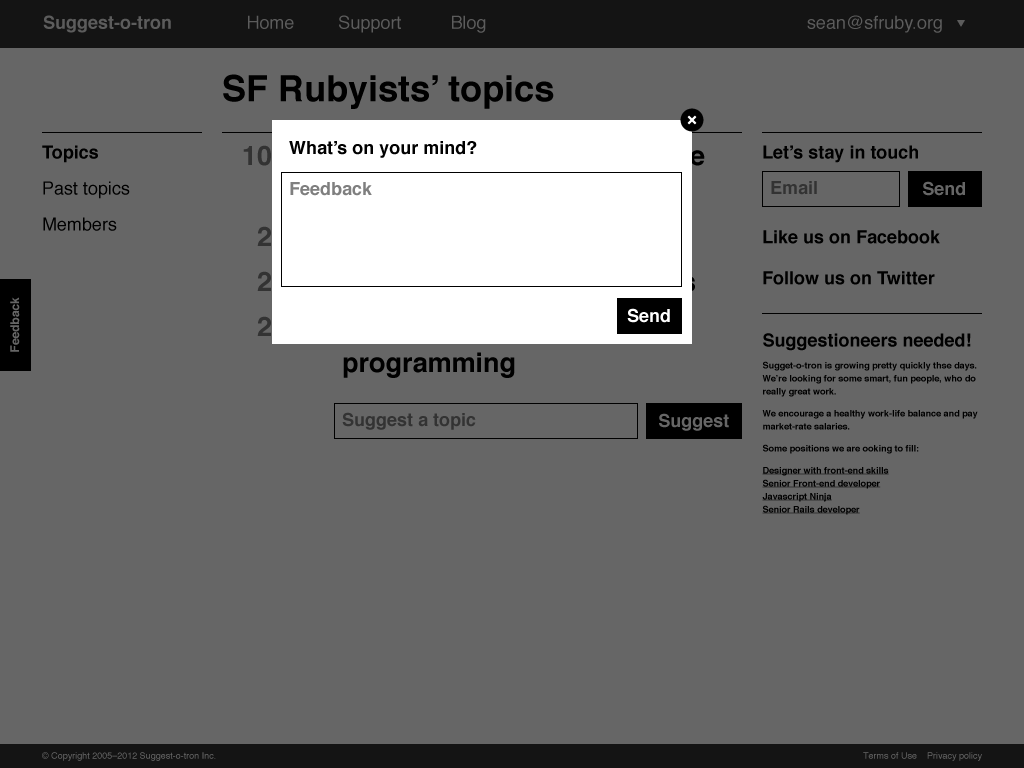 Suggest-o-tron Home Support Blog sean@sfruby.org ▼
SF Rubyists’ topics
Topics
Past topics
Members
Feedback
10
2
2
2
programming
Suggest a topic Suggest
What’s on your mind?
Feedback
Send
Let’s stay in touch
Email Send
Like us on Facebook
Follow us on Twitter
Suggestioneers needed!
Sugget-o-tron is growing pretty quickly thse days.
We’re looking for some smart, fun people, who do
really great work.
We encourage a healthy work-life balance and pay
market-rate salaries.
Some positions we are ooking to fill:
Designer with front-end skills
Senior Front-end developer
Javascript Ninja
Senior Rails developer
© Copyright 2005–2012 Suggest-o-tron Inc. Terms of Use Privacy policy